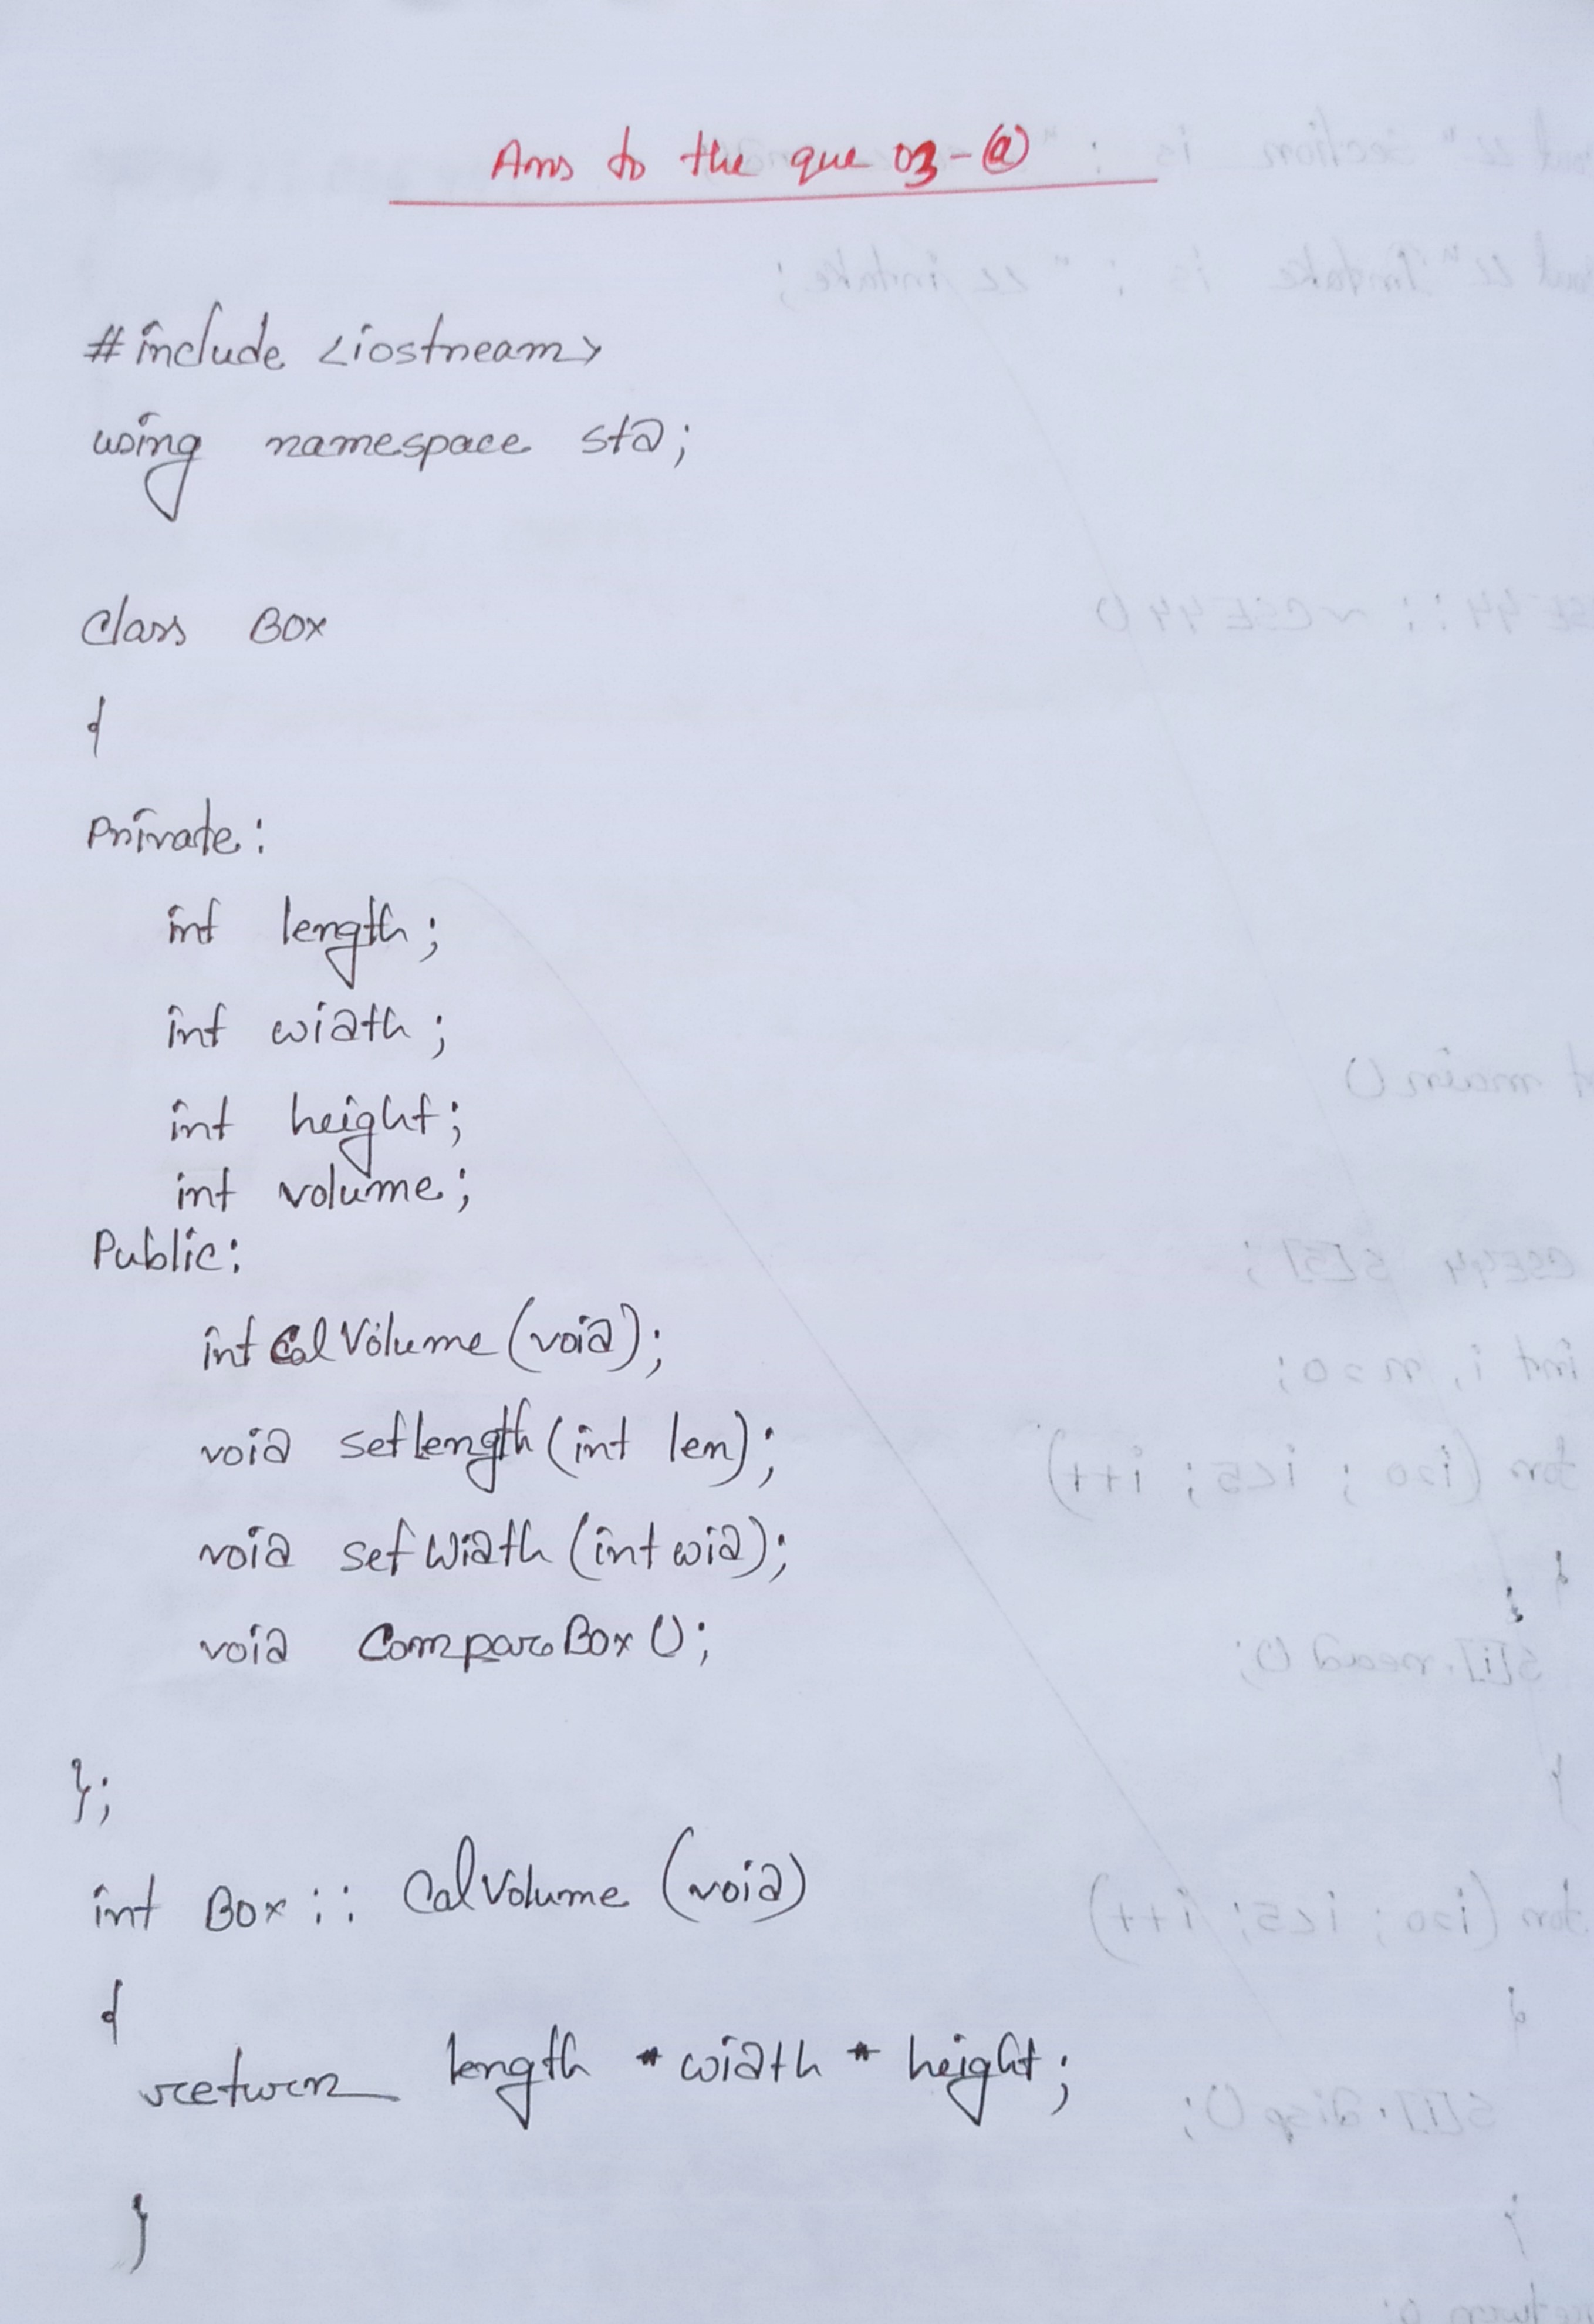 Ans to the que 03-(a)
#include <iostream>
using namespace std;
class Box
{
Private:
int length;
int width;
int height;
int volume;
Public:
int CalVolume (void);
void setlength (int len);
void setWidth (int wid);
void CompareBox ();
};
int Box :: CalVolume (void)
{
return length * width * height;
}